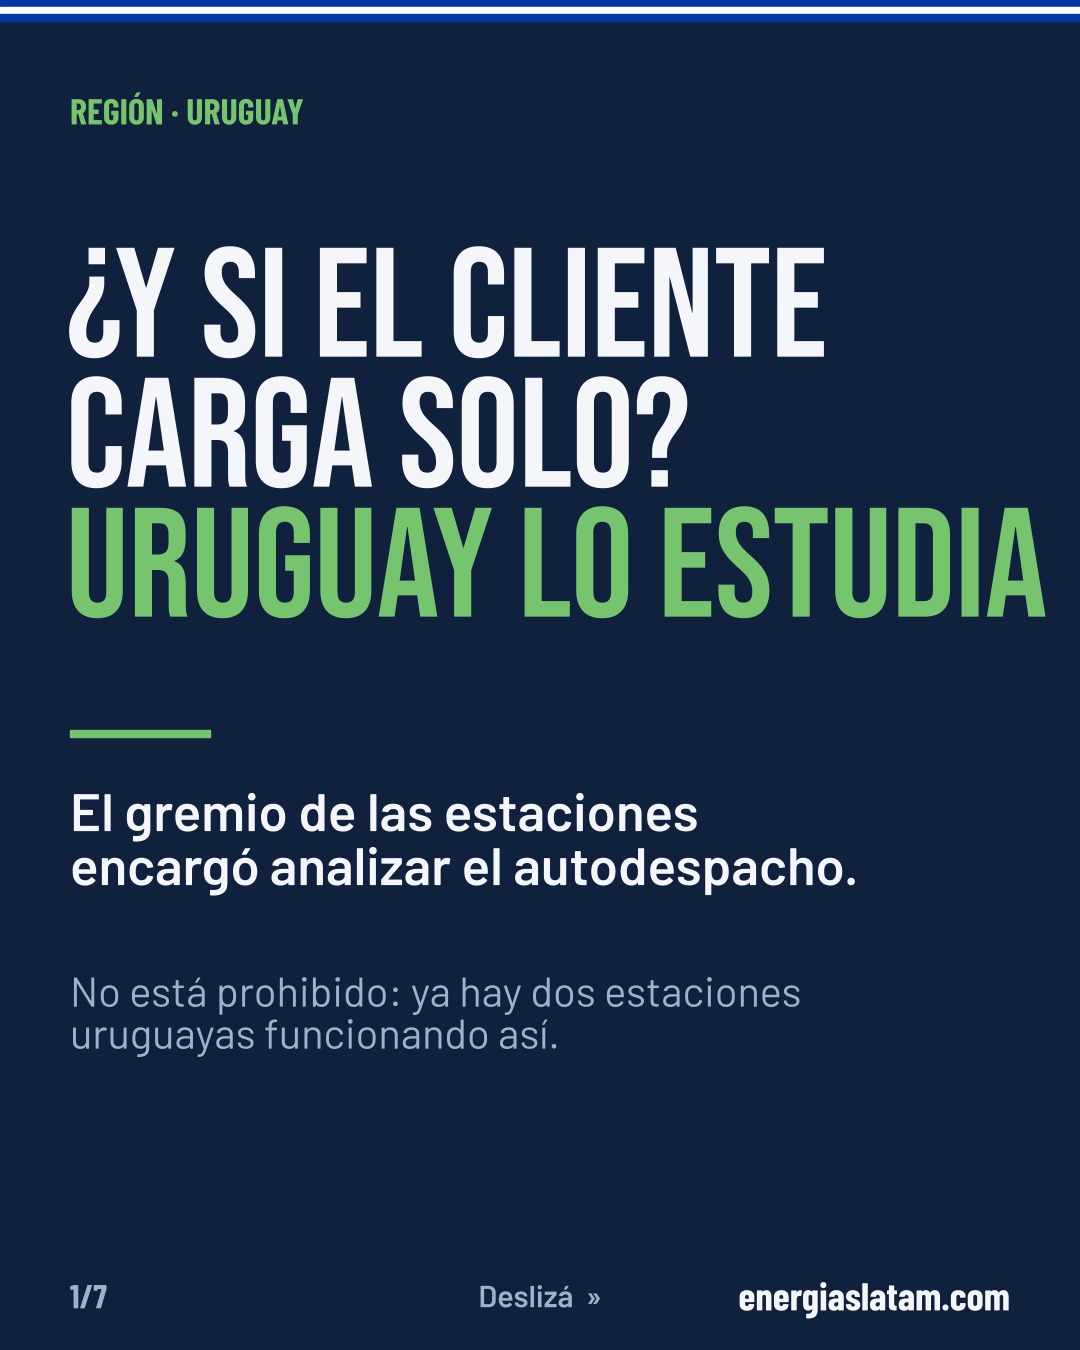 REGIÓN · URUGUAY
¿Y SI EL CLIENTE
CARGA SOLO?
URUGUAY LO ESTUDIA
El gremio de las estaciones
encargó analizar el autodespacho.
No está prohibido: ya hay dos estaciones
uruguayas funcionando así.
1/7
Deslizá »
energiaslatam.com